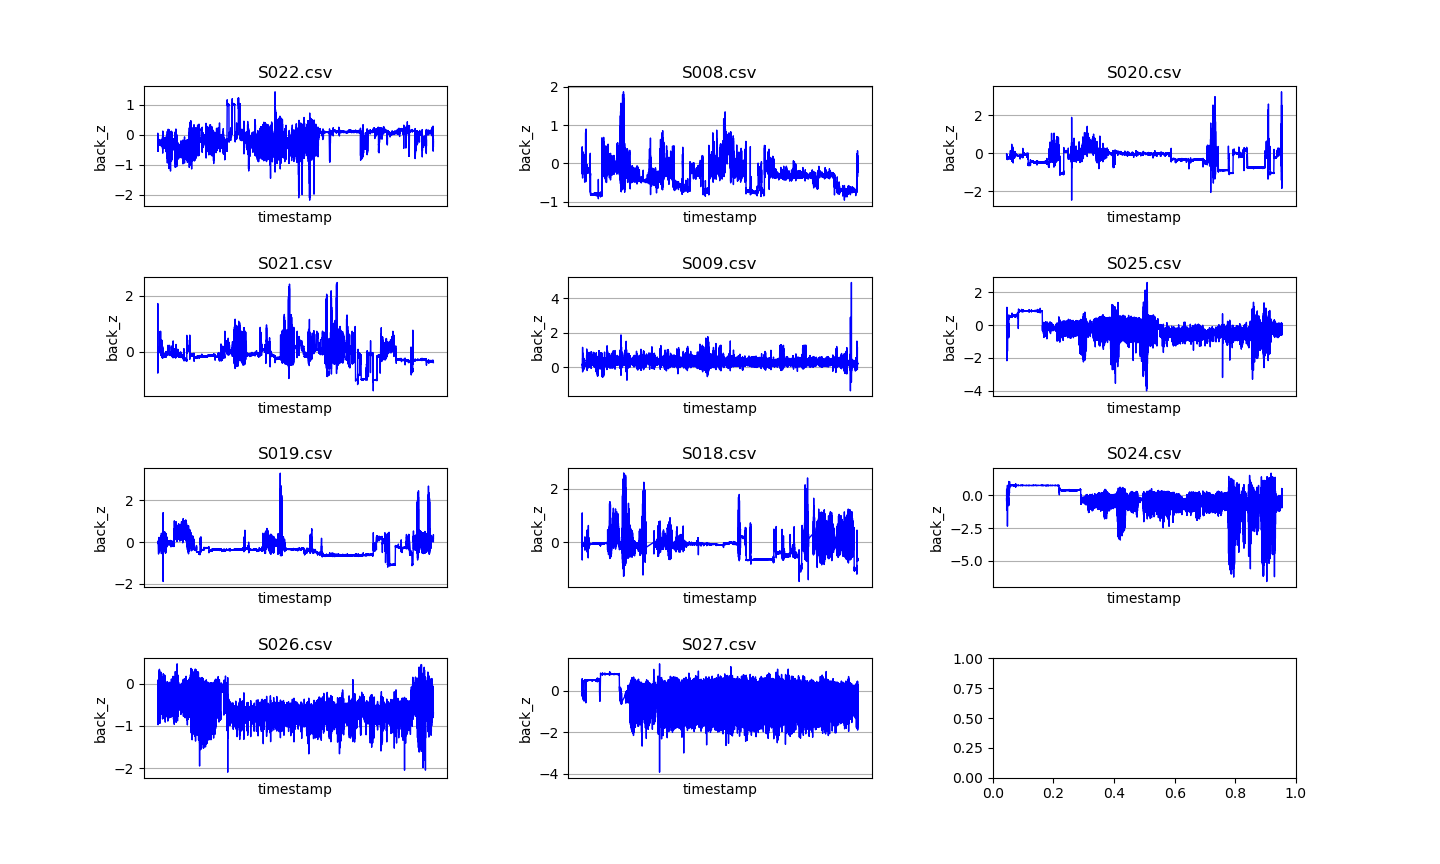 S022.csv
1
0
−1
−2
back_z
timestamp
S008.csv
2
1
0
−1
back_z
timestamp
S020.csv
2
0
−2
back_z
timestamp
S021.csv
2
0
back_z
timestamp
S009.csv
4
2
0
back_z
timestamp
S025.csv
2
0
−2
−4
back_z
timestamp
S019.csv
2
0
−2
back_z
timestamp
S018.csv
2
0
back_z
timestamp
S024.csv
0.0
−2.5
−5.0
back_z
timestamp
S026.csv
0
−1
−2
back_z
timestamp
S027.csv
0
−2
−4
back_z
timestamp
1.00
0.75
0.50
0.25
0.00
0.0 0.2 0.4 0.6 0.8 1.0